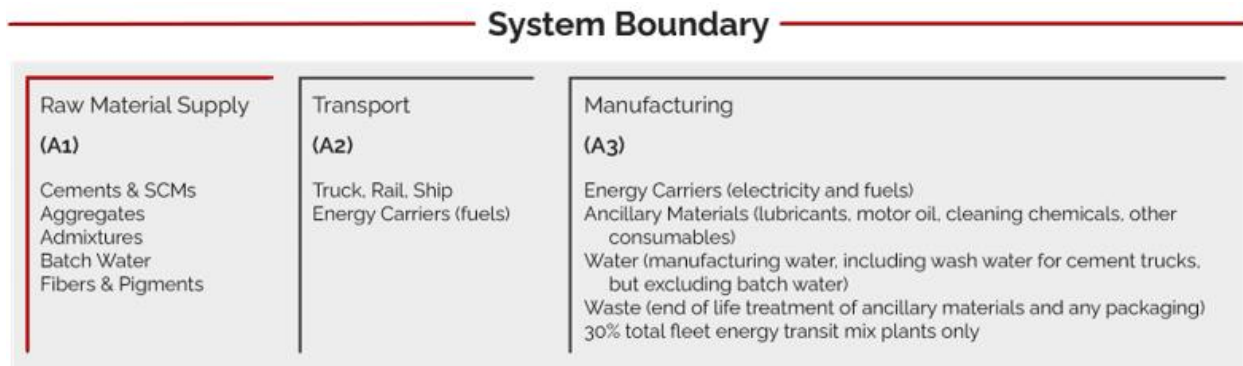 System Boundary
Raw Material Supply
(A1)
Cements & SCMs
Aggregates
Admixtures
Batch Water
Fibers & Pigments
Transport
(A2)
Truck, Rail, Ship
Energy Carriers (fuels)
Manufacturing
(A3)
Energy Carriers (electricity and fuels)
Ancillary Materials (lubricants, motor oil, cleaning chemicals, other
consumables)
Water (manufacturing water, including wash water for cement trucks,
but excluding batch water)
Waste (end of life treatment of ancillary materials and any packaging)
30% total fleet energy transit mix plants only